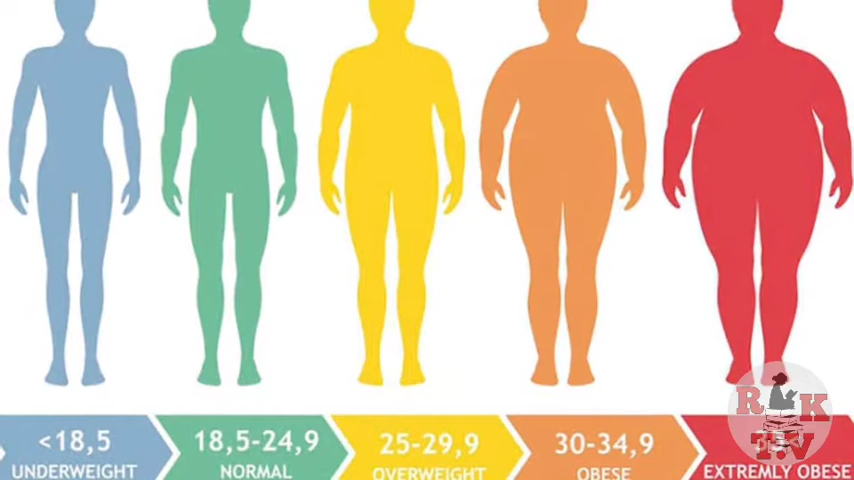 <18,5
UNDERWEIGHT
18,5-24,9
NORMAL
25-29,9
OVERWEIGHT
30-34,9
OBESE
EXTREMLY OBESE
R K
T.V